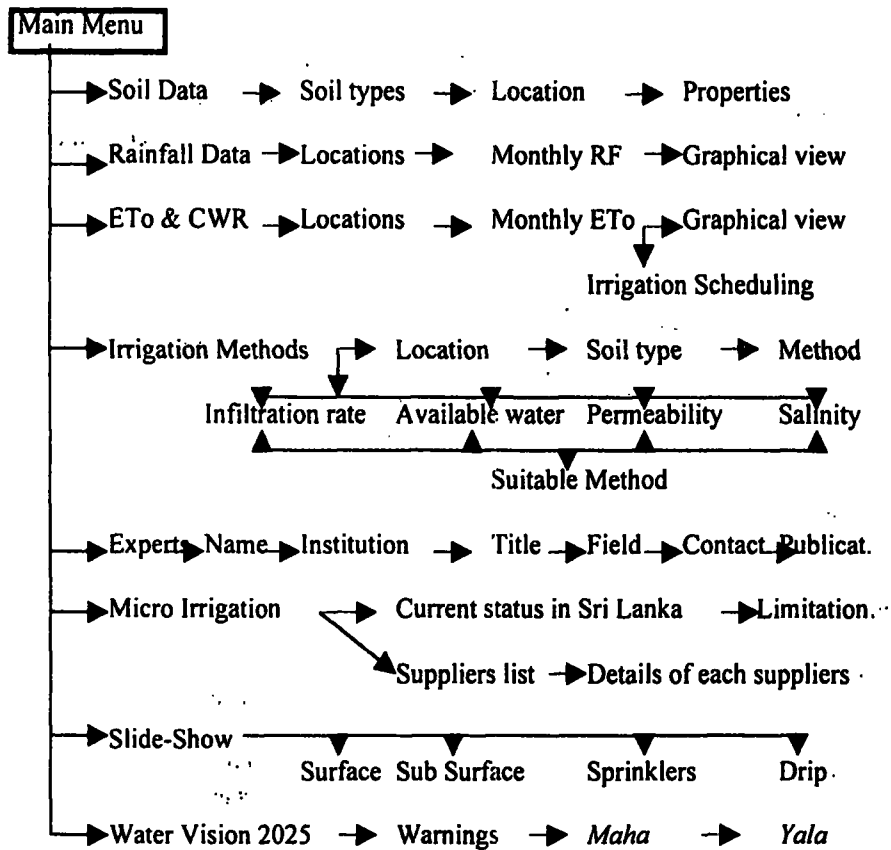 Main Menu
Soil Data Soil types Location Properties
Rainfall Data Locations Monthly RF Graphical view
ETo & CWR Locations Monthly ETo Graphical view
Irrigation Scheduling
Irrigation Methods Location Soil type Method
Infiltration rate Available water Permeability Salinity
Suitable Method
Experts Name Institution Title Field Contact Publicat.
Micro Irrigation Current status in Sri Lanka Limitation.
Suppliers list Details of each suppliers
Slide-Show
Surface Sub Surface Sprinklers Drip
Water Vision 2025 Warnings Maha Yala